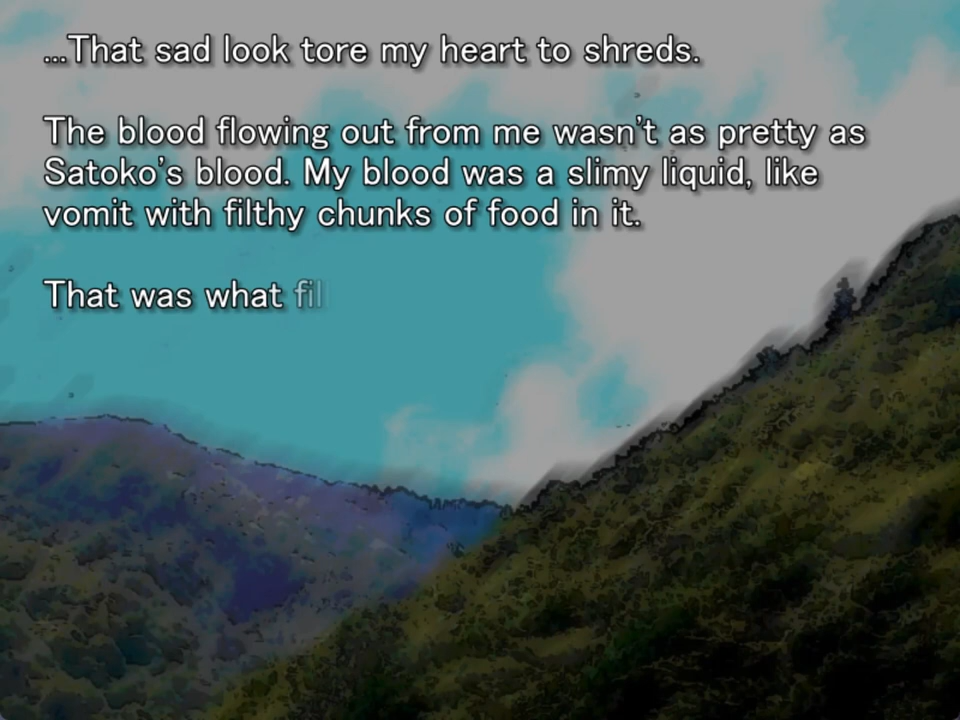 ...That sad look tore my heart to shreds.
The blood flowing out from me wasn't as pretty as
Satoko's blood. My blood was a slimy liquid, like
vomit with filthy chunks of food in it.
That was what fil